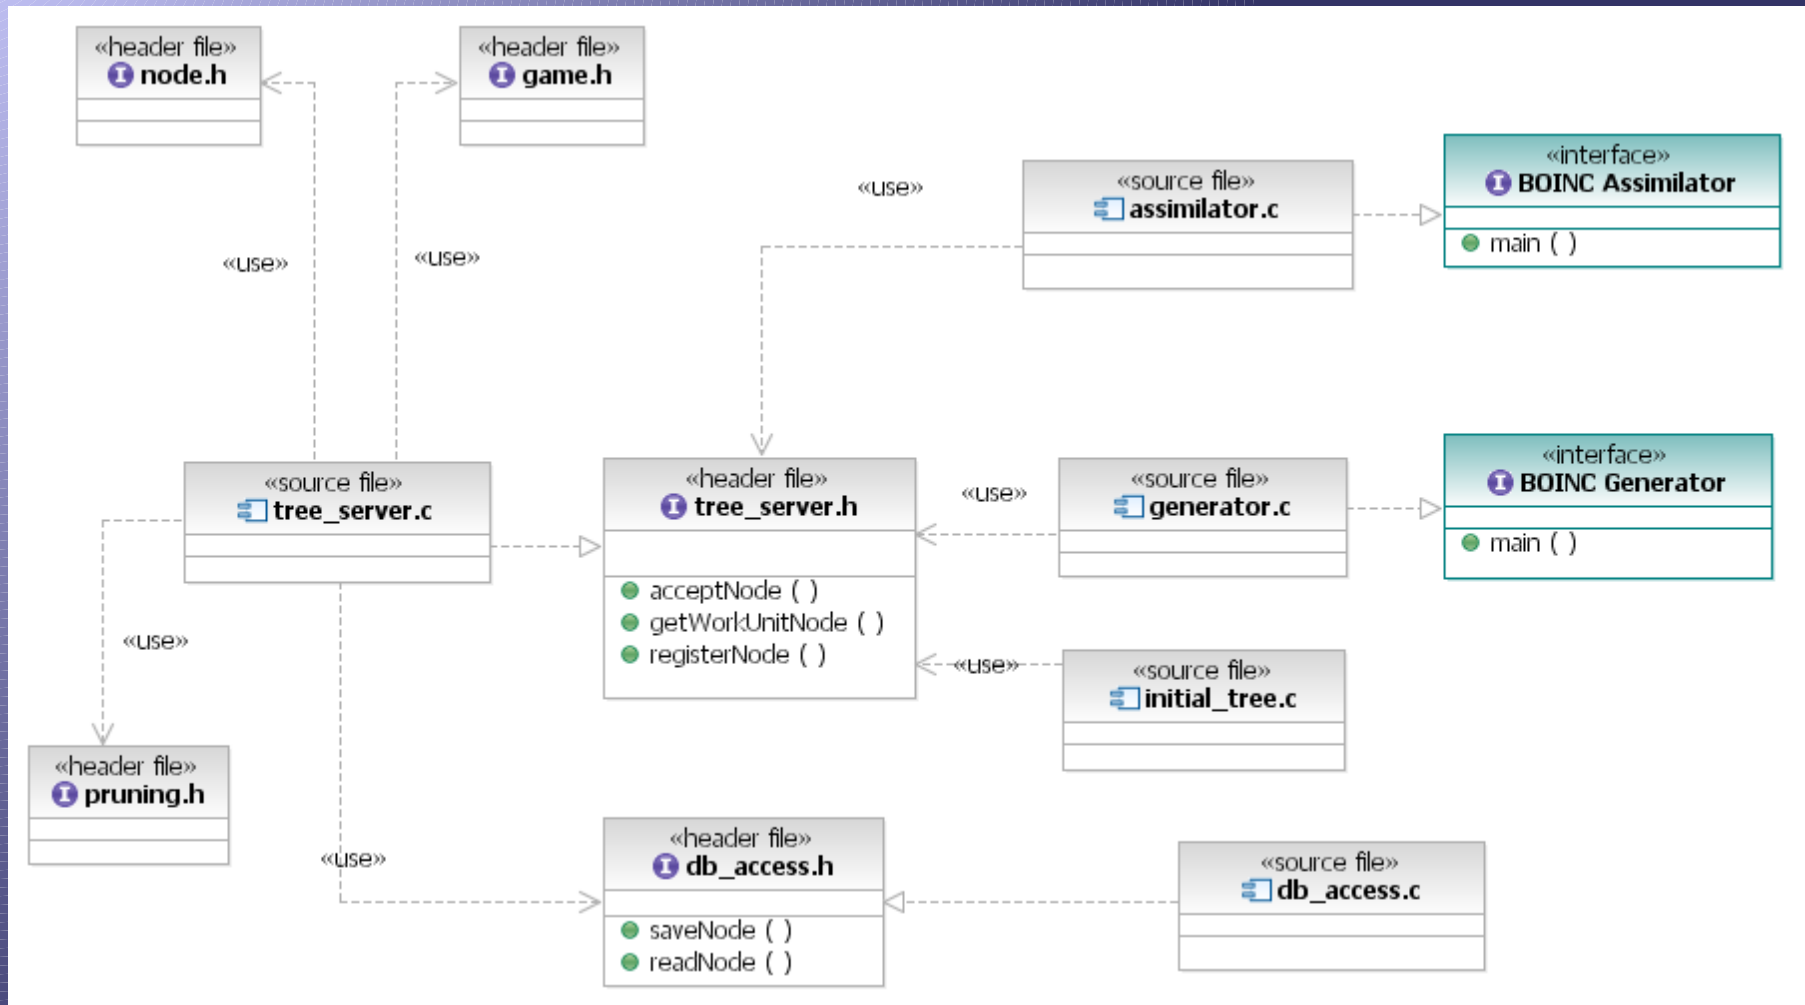 «header file»
node.h
«header file»
game.h
«use»
«use»
«use»
«source file»
assimilator.c
«interface»
BOINC Assimilator
main ( )
«source file»
tree_server.c
«header file»
tree_server.h
acceptNode ( )
getWorkUnitNode ( )
registerNode ( )
«use»
«source file»
generator.c
«interface»
BOINC Generator
main ( )
«use»
«source file»
initial_tree.c
«use»
«header file»
pruning.h
«use»
«header file»
db_access.h
saveNode ( )
readNode ( )
«source file»
db_access.c